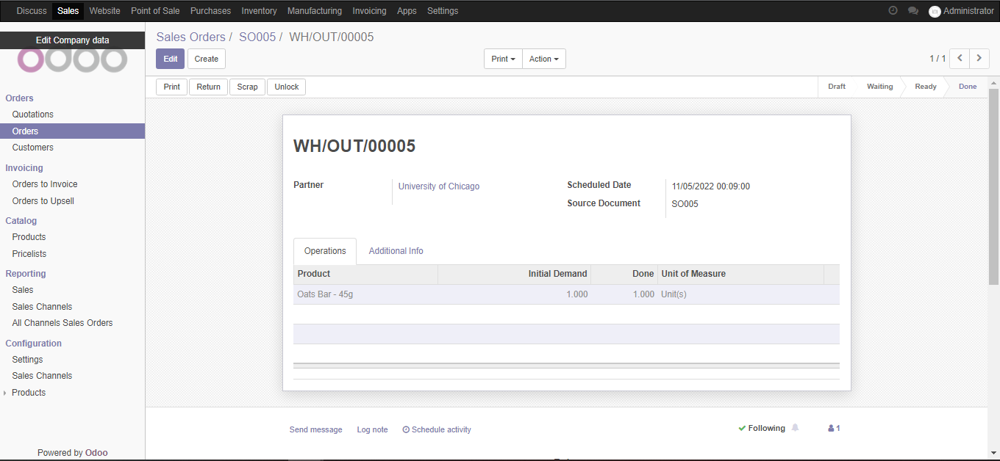 Discuss Sales Website Point of Sale Purchases Inventory Manufacturing Invoicing Apps Settings Administrator
Edit Company data
odoo
Sales Orders / SO005 / WH/OUT/00005
Edit Create Print Action 1 / 1
Print Return Scrap Unlock Draft Waiting Ready Done
Orders
Quotations
Orders
Customers
Invoicing
Orders to Invoice
Orders to Upsell
Catalog
Products
Pricelists
Reporting
Sales
Sales Channels
All Channels Sales Orders
Configuration
Settings
Sales Channels
Products
Powered by Odoo
WH/OUT/00005
Partner University of Chicago
Scheduled Date 11/05/2022 00:09:00
Source Document SO005
Operations Additional Info
Product Initial Demand Done Unit of Measure
Oats Bar - 45g 1.000 1.000 Unit(s)
Send message Log note Schedule activity Following 1